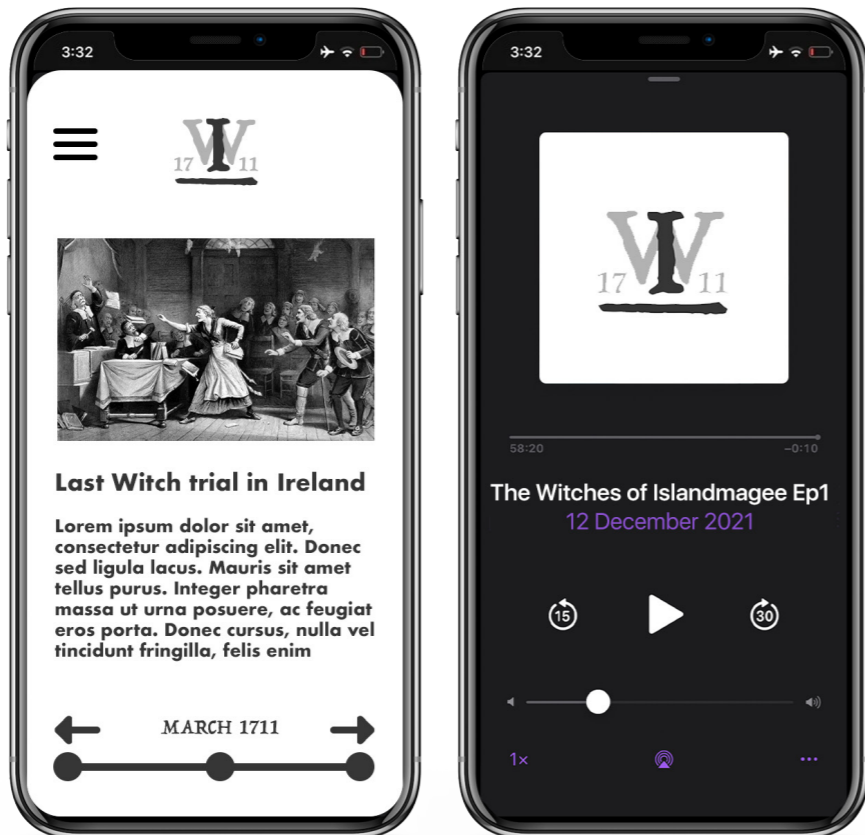 3:32
WI
17 11
Last Witch trial in Ireland
Lorem ipsum dolor sit amet,
consectetur adipiscing elit. Donec
sed ligula lacus. Mauris sit amet
tellus purus. Integer pharetra
massa ut urna posuere, ac feugiat
eros porta. Donec cursus, nulla vel
tincidunt fringilla, felis enim
MARCH 1711
3:32
WI
17 11
58:20 -0:10
The Witches of Islandmagee Ep1
12 December 2021
15 30
1×